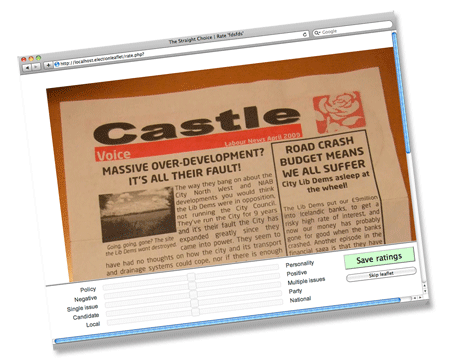 The Straight Choice | Rate 'fdsfds'
http://localhost.electionleaflet/rate.php?
Google
Castle
Voice
Labour News April 2009
MASSIVE OVER-DEVELOPMENT?
IT'S ALL THEIR FAULT!
The way they bang on about the
City North West and NIAB
developments you would think
the Lib Dems were in opposition,
not running the City Council.
They've run the City for 9 years
and it's their fault the City has
expanded greatly since they
came into power. They seem to
have had no thoughts on how the city and its transport
and drainage systems could cope, nor if there is enough
Going, going, gone? The site
the Lib Dems want destroyed
ROAD CRASH
BUDGET MEANS
WE ALL SUFFER
City Lib Dems asleep at
the wheel!
The Lib Dems put our £9million
into Icelandic banks, to get a
risky high rate of interest, and
now our money has probably
gone for good when the banks
crashed. Another episode in the
financial saga is that they have
Policy
Personality
Negative
Positive
Single issue
Multiple issues
Candidate
Party
Local
National
Save ratings
Skip leaflet